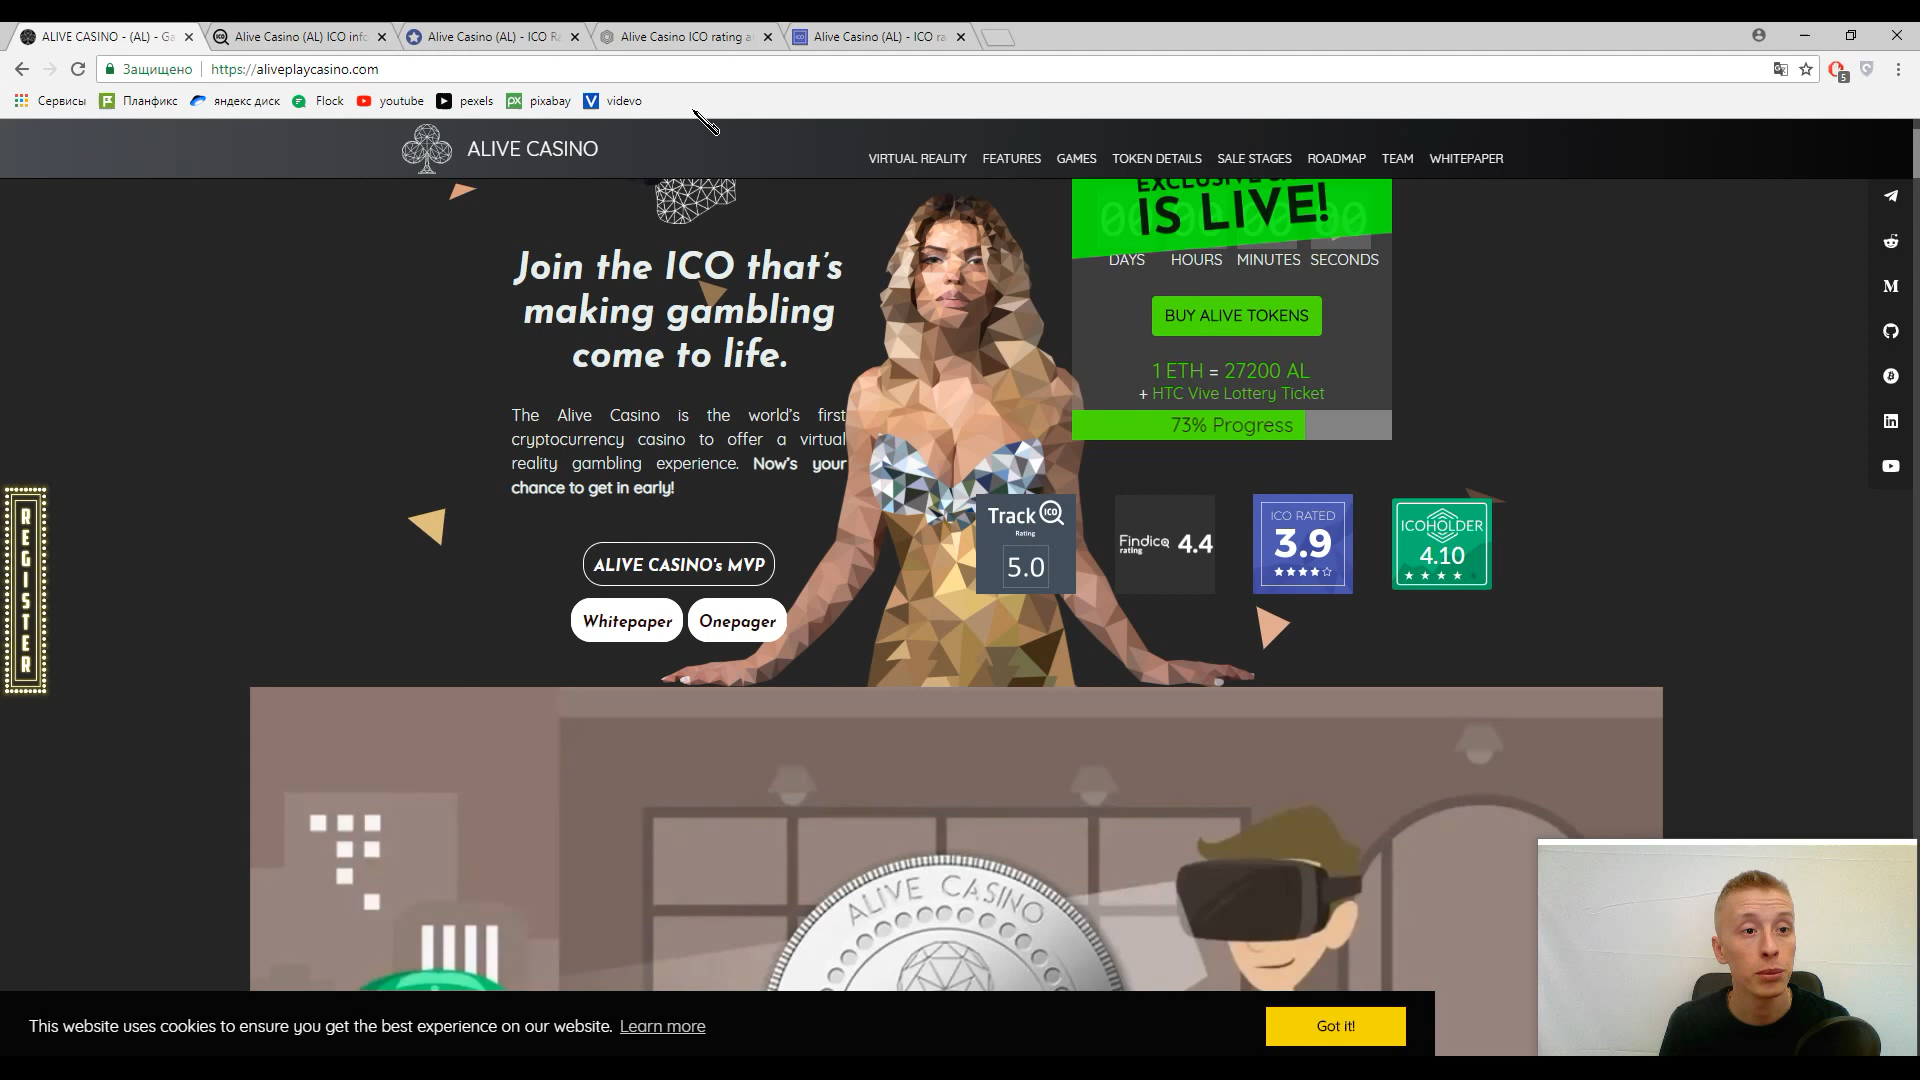 ALIVE CASINO - (AL) - Ga
Alive Casino (AL) ICO info
Alive Casino (AL) - ICO R
Alive Casino ICO rating a
Alive Casino (AL) - ICO ra
Защищено
https://aliveplaycasino.com
5
Сервисы
Планфикс
яндекс диск
Flock
youtube
pexels
pixabay
videvo
ALIVE CASINO
VIRTUAL REALITY
FEATURES
GAMES
TOKEN DETAILS
SALE STAGES
ROADMAP
TEAM
WHITEPAPER
IS LIVE!
DAYS HOURS MINUTES SECONDS
Join the ICO that's
making gambling
come to life.
BUY ALIVE TOKENS
1 ETH = 27200 AL
+ HTC Vive Lottery Ticket
73% Progress
The Alive Casino is the world's first
cryptocurrency casino to offer a virtual
reality gambling experience. Now's your
chance to get in early!
REGISTER
Track ICO
Rating
5.0
Findico
rating
4.4
ICO RATED
3.9
ICOHOLDER
4.10
ALIVE CASINO's MVP
Whitepaper
Onepager
ALIVE CASINO
This website uses cookies to ensure you get the best experience on our website. Learn more
Got it!